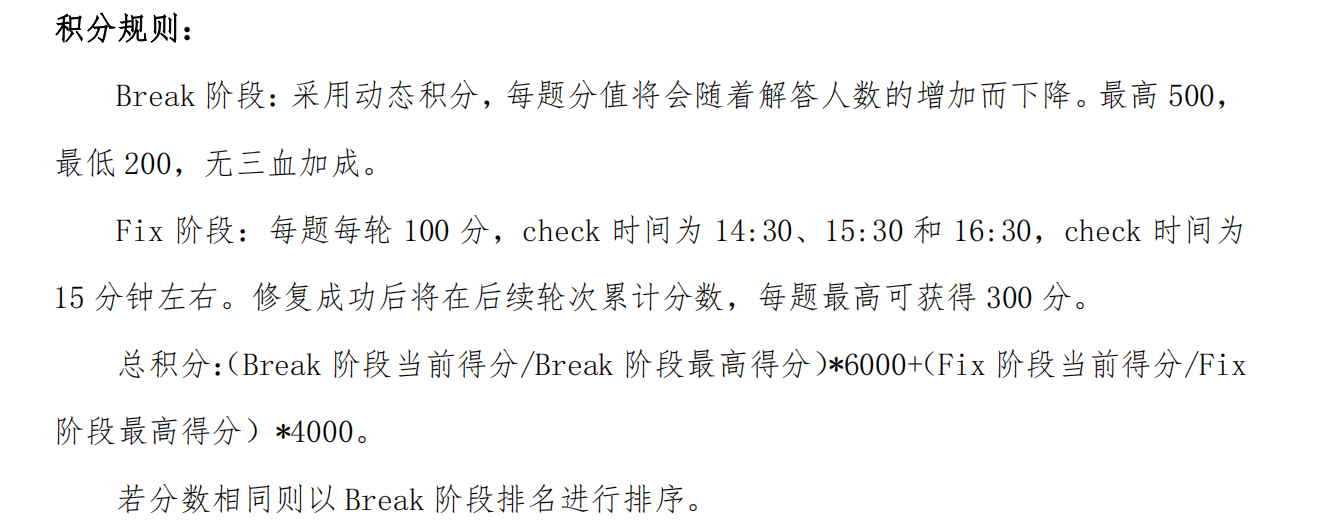 积分规则：
Break 阶段：采用动态积分，每题分值将会随着解答人数的增加而下降。最高 500，
最低 200，无三血加成。
Fix 阶段：每题每轮 100 分，check 时间为 14:30、15:30 和 16:30，check 时间为
15 分钟左右。修复成功后将在后续轮次累计分数，每题最高可获得 300 分。
总积分：（Break 阶段当前得分/Break 阶段最高得分）*6000+（Fix 阶段当前得分/Fix
阶段最高得分）*4000。
若分数相同则以 Break 阶段排名进行排序。